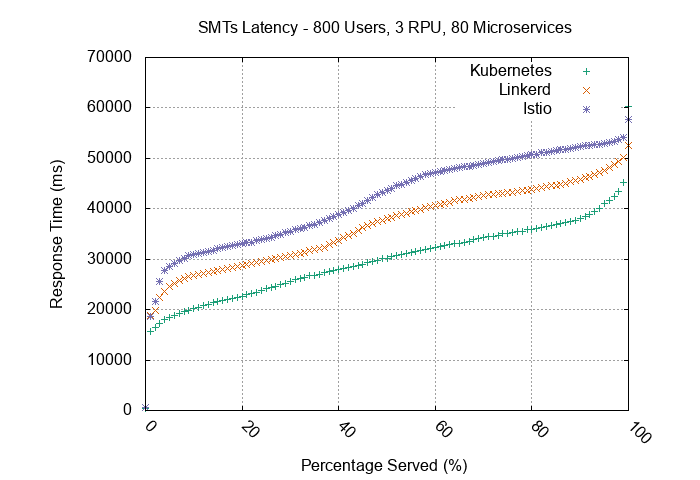 SMTs Latency - 800 Users, 3 RPU, 80 Microservices
70000
60000
50000
40000
30000
20000
10000
0
Response Time (ms)
Kubernetes
Linkerd
Istio
0
20
40
60
80
100
Percentage Served (%)